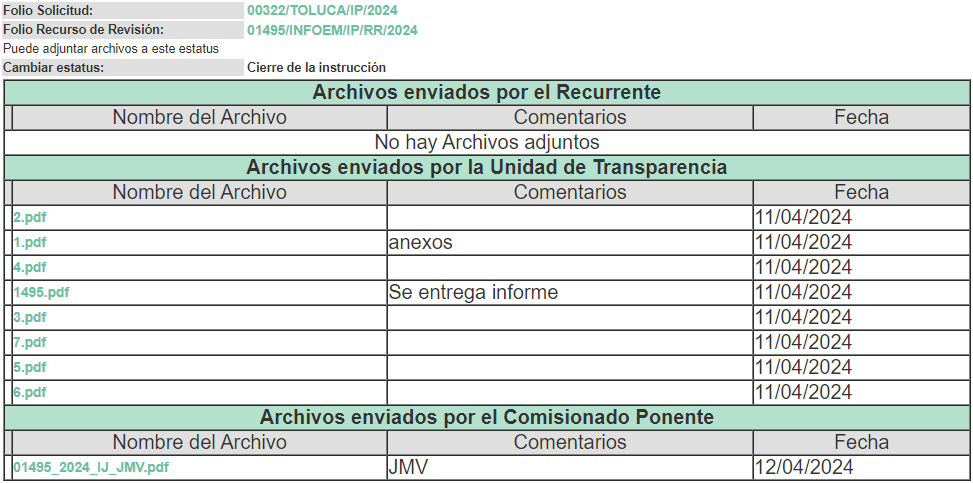 Folio Solicitud: 00322/TOLUCA/IP/2024
Folio Recurso de Revisión: 01495/INFOEM/IP/RR/2024
Puede adjuntar archivos a este estatus
Cambiar estatus: Cierre de la instrucción
Archivos enviados por el Recurrente
Nombre del Archivo Comentarios Fecha
No hay Archivos adjuntos
Archivos enviados por la Unidad de Transparencia
Nombre del Archivo Comentarios Fecha
2.pdf 11/04/2024
1.pdf anexos 11/04/2024
4.pdf 11/04/2024
1495.pdf Se entrega informe 11/04/2024
3.pdf 11/04/2024
7.pdf 11/04/2024
5.pdf 11/04/2024
6.pdf 11/04/2024
Archivos enviados por el Comisionado Ponente
Nombre del Archivo Comentarios Fecha
01495_2024_IJ_JMV.pdf JMV 12/04/2024